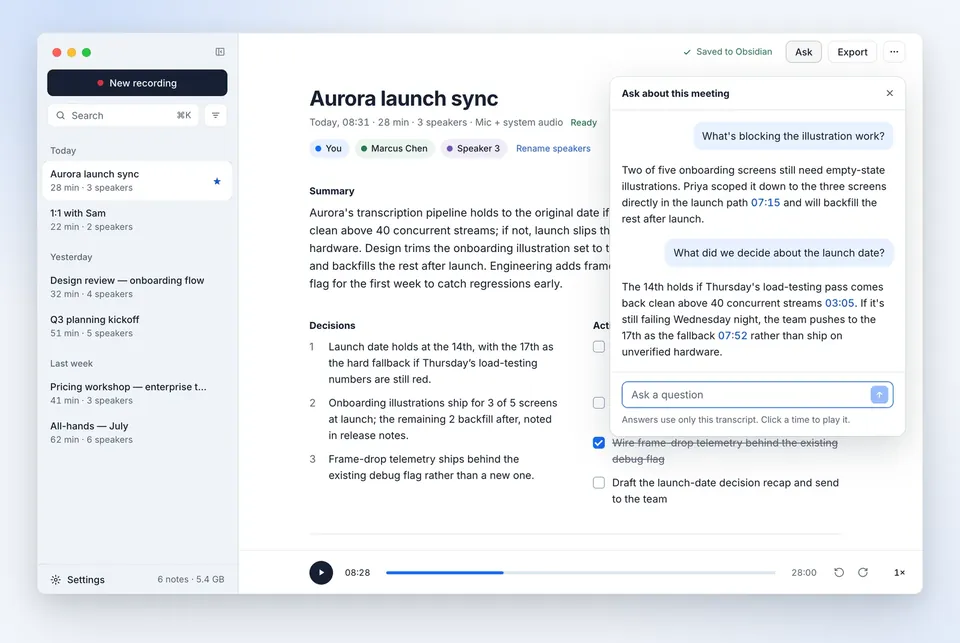 New recording
Search
⌘K
Today
Aurora launch sync
28 min · 3 speakers
1:1 with Sam
22 min · 2 speakers
Yesterday
Design review — onboarding flow
32 min · 4 speakers
Q3 planning kickoff
51 min · 5 speakers
Last week
Pricing workshop — enterprise t...
41 min · 3 speakers
All-hands — July
62 min · 6 speakers
Settings
6 notes · 5.4 GB
Saved to Obsidian
Ask
Export
Aurora launch sync
Today, 08:31 · 28 min · 3 speakers · Mic + system audio Ready
You
Marcus Chen
Speaker 3
Rename speakers
Summary
Aurora's transcription pipeline holds to the original date if
clean above 40 concurrent streams; if not, launch slips th
hardware. Design trims the onboarding illustration set to t
and backfills the rest after launch. Engineering adds frame
flag for the first week to catch regressions early.
Decisions
1 Launch date holds at the 14th, with the 17th as
the hard fallback if Thursday's load-testing
numbers are still red.
2 Onboarding illustrations ship for 3 of 5 screens
at launch; the remaining 2 backfill after, noted
in release notes.
3 Frame-drop telemetry ships behind the
existing debug flag rather than a new one.
Wire frame-drop telemetry behind the existing
debug flag
Draft the launch-date decision recap and send
to the team
Ask about this meeting
What's blocking the illustration work?
Two of five onboarding screens still need empty-state
illustrations. Priya scoped it down to the three screens
directly in the launch path 07:15 and will backfill the
rest after launch.
What did we decide about the launch date?
The 14th holds if Thursday's load-testing pass comes
back clean above 40 concurrent streams 03:05. If it's
still failing Wednesday night, the team pushes to the
17th as the fallback 07:52 rather than ship on
unverified hardware.
Ask a question
Answers use only this transcript. Click a time to play it.
08:28
28:00
1×